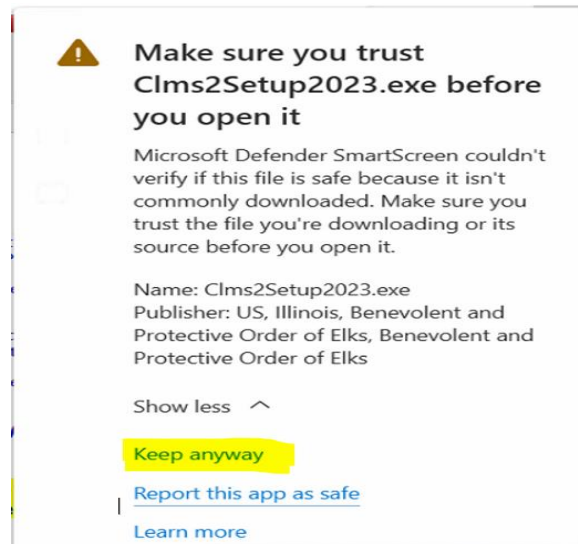 Make sure you trust
Clms2Setup2023.exe before
you open it
Microsoft Defender SmartScreen couldn't
verify if this file is safe because it isn't
commonly downloaded. Make sure you
trust the file you're downloading or its
source before you open it.
Name: Clms2Setup2023.exe
Publisher: US, Illinois, Benevolent and
Protective Order of Elks, Benevolent and
Protective Order of Elks
Show less
Keep anyway
Report this app as safe
Learn more